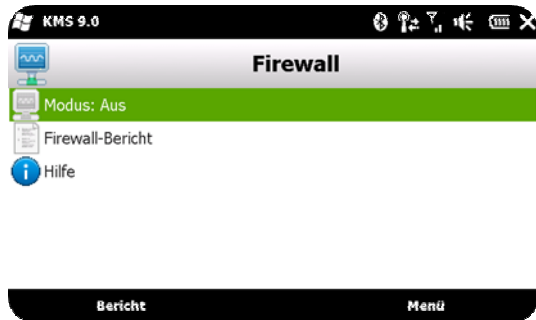 KMS 9.0
Firewall
Modus: Aus
Firewall-Bericht
Hilfe
Bericht Menü